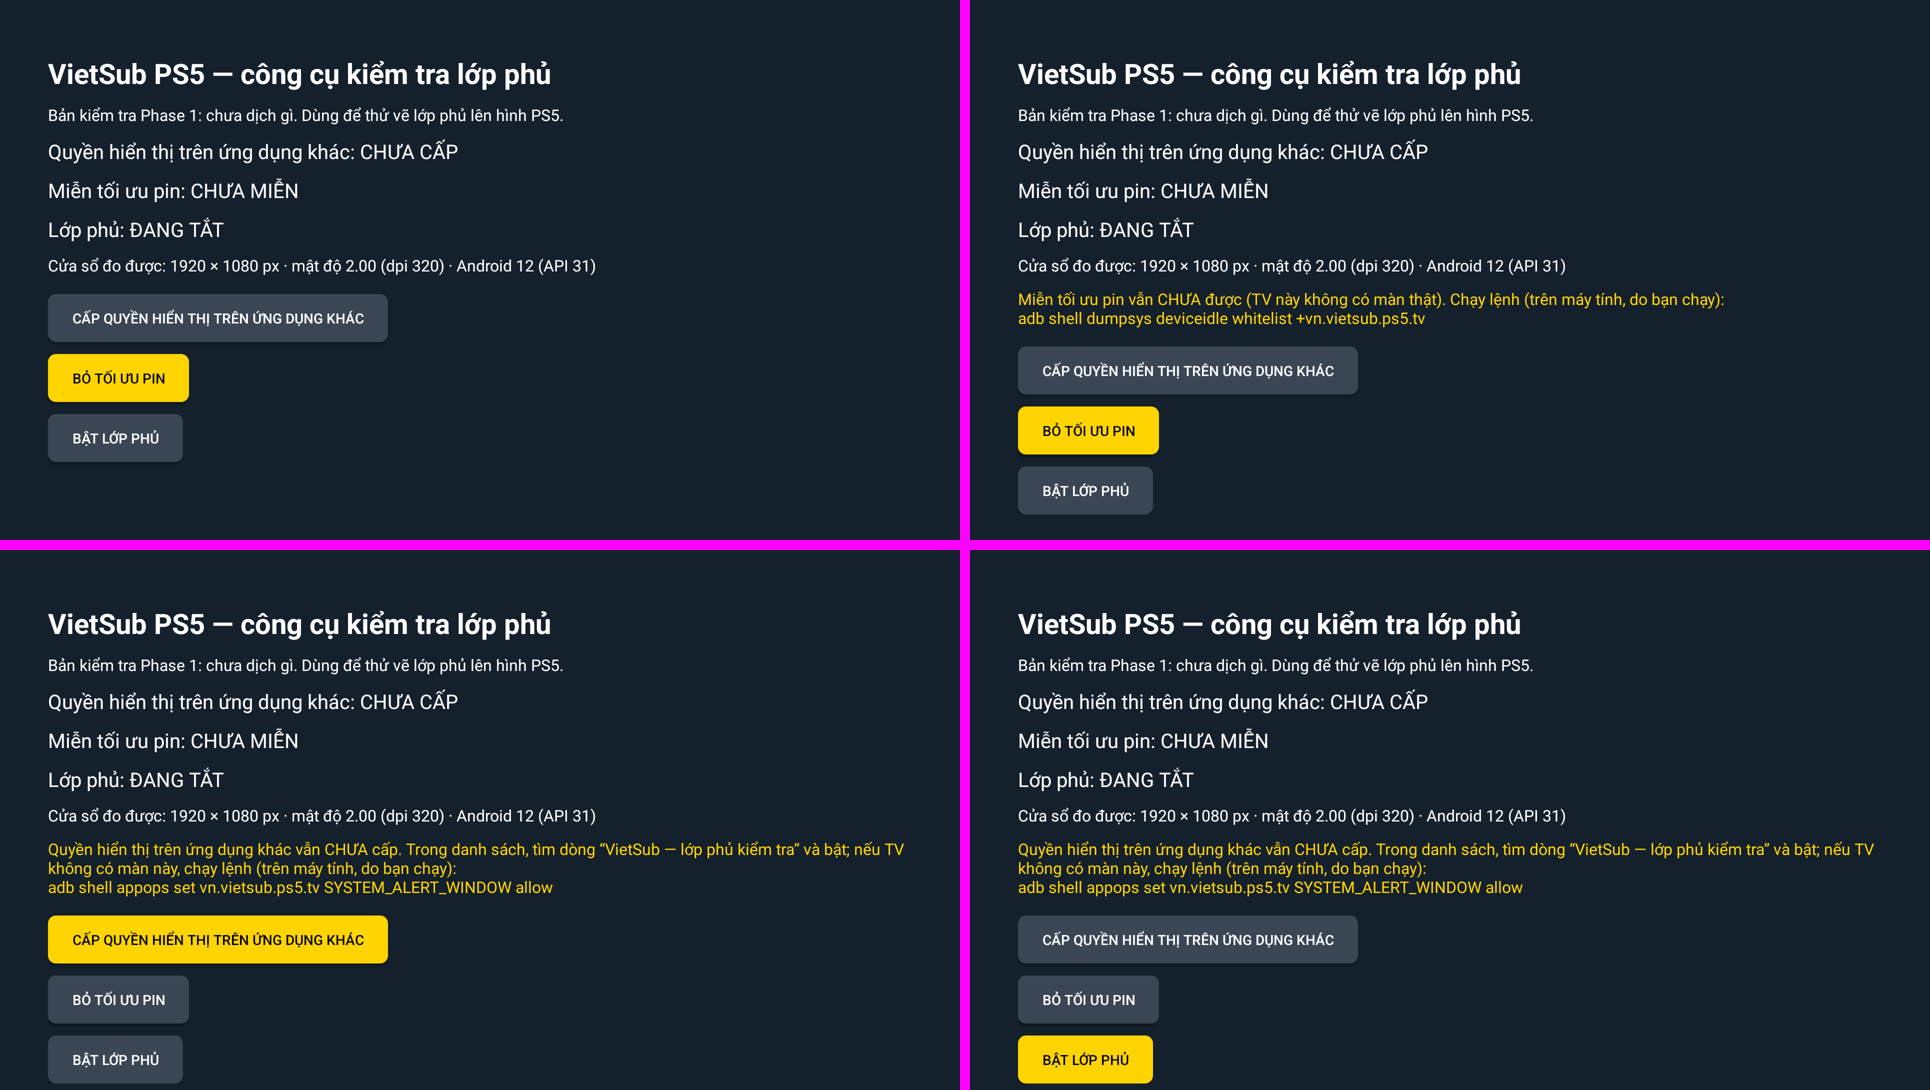 VietSub PS5 — công cụ kiểm tra lớp phủ
Bản kiểm tra Phase 1: chưa dịch gì. Dùng để thử vẽ lớp phủ lên hình PS5.
Quyền hiển thị trên ứng dụng khác: CHƯA CẤP
Miễn tối ưu pin: CHƯA MIỄN
Lớp phủ: ĐANG TẮT
Cửa sổ đo được: 1920 × 1080 px · mật độ 2.00 (dpi 320) · Android 12 (API 31)
CẤP QUYỀN HIỂN THỊ TRÊN ỨNG DỤNG KHÁC
BỎ TỐI ƯU PIN
BẬT LỚP PHỦ
VietSub PS5 — công cụ kiểm tra lớp phủ
Bản kiểm tra Phase 1: chưa dịch gì. Dùng để thử vẽ lớp phủ lên hình PS5.
Quyền hiển thị trên ứng dụng khác: CHƯA CẤP
Miễn tối ưu pin: CHƯA MIỄN
Lớp phủ: ĐANG TẮT
Cửa sổ đo được: 1920 × 1080 px · mật độ 2.00 (dpi 320) · Android 12 (API 31)
Miễn tối ưu pin vẫn CHƯA được (TV này không có màn thật). Chạy lệnh (trên máy tính, do bạn chạy):
adb shell dumpsys deviceidle whitelist +vn.vietsub.ps5.tv
CẤP QUYỀN HIỂN THỊ TRÊN ỨNG DỤNG KHÁC
BỎ TỐI ƯU PIN
BẬT LỚP PHỦ
VietSub PS5 — công cụ kiểm tra lớp phủ
Bản kiểm tra Phase 1: chưa dịch gì. Dùng để thử vẽ lớp phủ lên hình PS5.
Quyền hiển thị trên ứng dụng khác: CHƯA CẤP
Miễn tối ưu pin: CHƯA MIỄN
Lớp phủ: ĐANG TẮT
Cửa sổ đo được: 1920 × 1080 px · mật độ 2.00 (dpi 320) · Android 12 (API 31)
Quyền hiển thị trên ứng dụng khác vẫn CHƯA cấp. Trong danh sách, tìm dòng “VietSub — lớp phủ kiểm tra” và bật; nếu TV
không có màn này, chạy lệnh (trên máy tính, do bạn chạy):
adb shell appops set vn.vietsub.ps5.tv SYSTEM_ALERT_WINDOW allow
CẤP QUYỀN HIỂN THỊ TRÊN ỨNG DỤNG KHÁC
BỎ TỐI ƯU PIN
BẬT LỚP PHỦ
VietSub PS5 — công cụ kiểm tra lớp phủ
Bản kiểm tra Phase 1: chưa dịch gì. Dùng để thử vẽ lớp phủ lên hình PS5.
Quyền hiển thị trên ứng dụng khác: CHƯA CẤP
Miễn tối ưu pin: CHƯA MIỄN
Lớp phủ: ĐANG TẮT
Cửa sổ đo được: 1920 × 1080 px · mật độ 2.00 (dpi 320) · Android 12 (API 31)
Quyền hiển thị trên ứng dụng khác vẫn CHƯA cấp. Trong danh sách, tìm dòng “VietSub — lớp phủ kiểm tra” và bật; nếu TV
không có màn này, chạy lệnh (trên máy tính, do bạn chạy):
adb shell appops set vn.vietsub.ps5.tv SYSTEM_ALERT_WINDOW allow
CẤP QUYỀN HIỂN THỊ TRÊN ỨNG DỤNG KHÁC
BỎ TỐI ƯU PIN
BẬT LỚP PHỦ